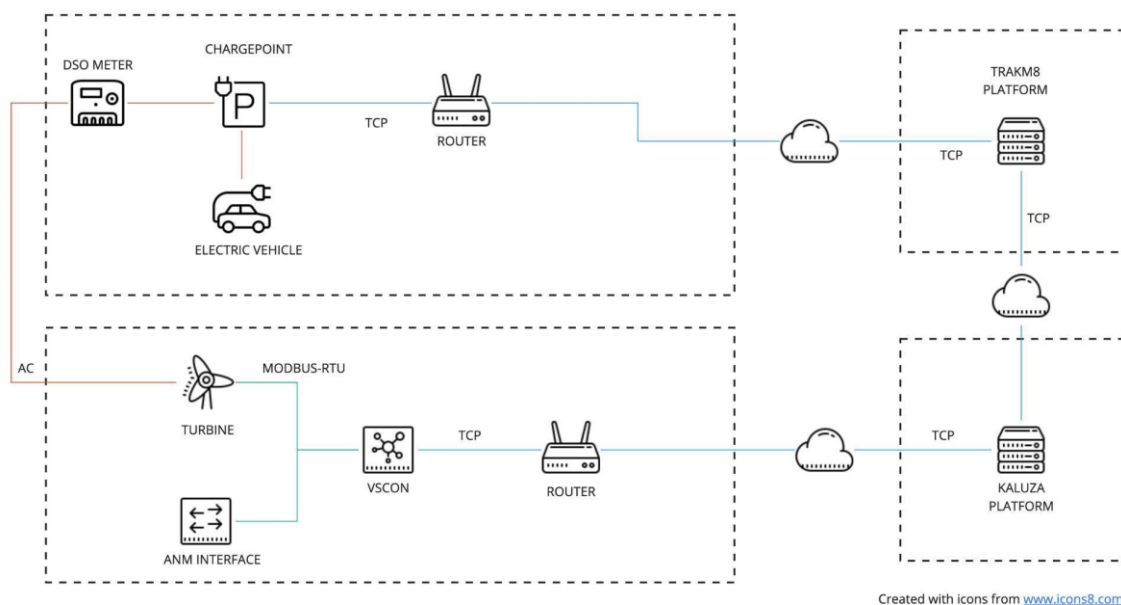 CHARGEPOINT
DSO METER
TCP
ROUTER
ELECTRIC VEHICLE
TRAKM8
PLATFORM
TCP
TCP
AC
MODBUS-RTU
TURBINE
TCP
VSCON
ROUTER
ANM INTERFACE
TCP
KALUZA
PLATFORM
Created with icons from www.icons8.com